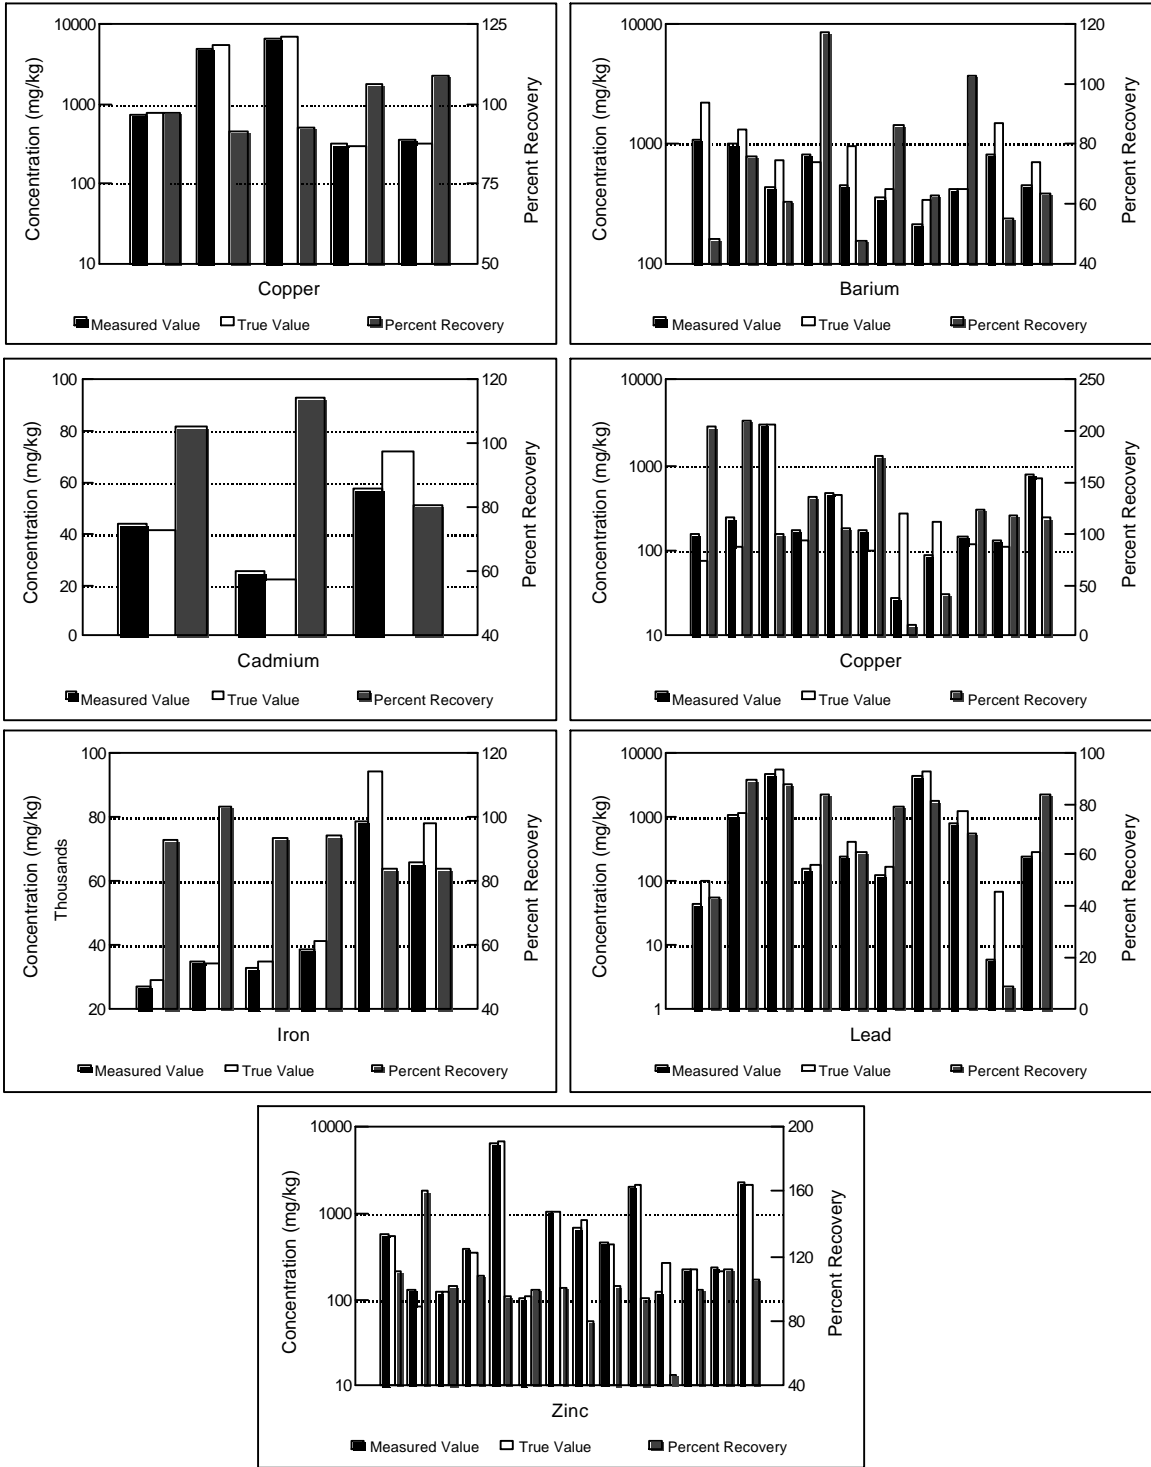 10000
1000
100
10
Concentration (mg/kg)
125
100
75
50
Percent Recovery
Copper
Measured Value True Value Percent Recovery
10000
1000
100
Concentration (mg/kg)
120
100
80
60
40
Percent Recovery
Barium
Measured Value True Value Percent Recovery
100
80
60
40
20
0
Concentration (mg/kg)
120
100
80
60
40
Percent Recovery
Cadmium
Measured Value True Value Percent Recovery
10000
1000
100
10
Concentration (mg/kg)
250
200
150
100
50
0
Percent Recovery
Copper
Measured Value True Value Percent Recovery
100
80
60
40
20
Concentration (mg/kg)
Thousands
120
100
80
60
40
Percent Recovery
Iron
Measured Value True Value Percent Recovery
10000
1000
100
10
1
Concentration (mg/kg)
100
80
60
40
20
0
Percent Recovery
Lead
Measured Value True Value Percent Recovery
10000
1000
100
10
Concentration (mg/kg)
200
160
120
80
40
Percent Recovery
Zinc
Measured Value True Value Percent Recovery